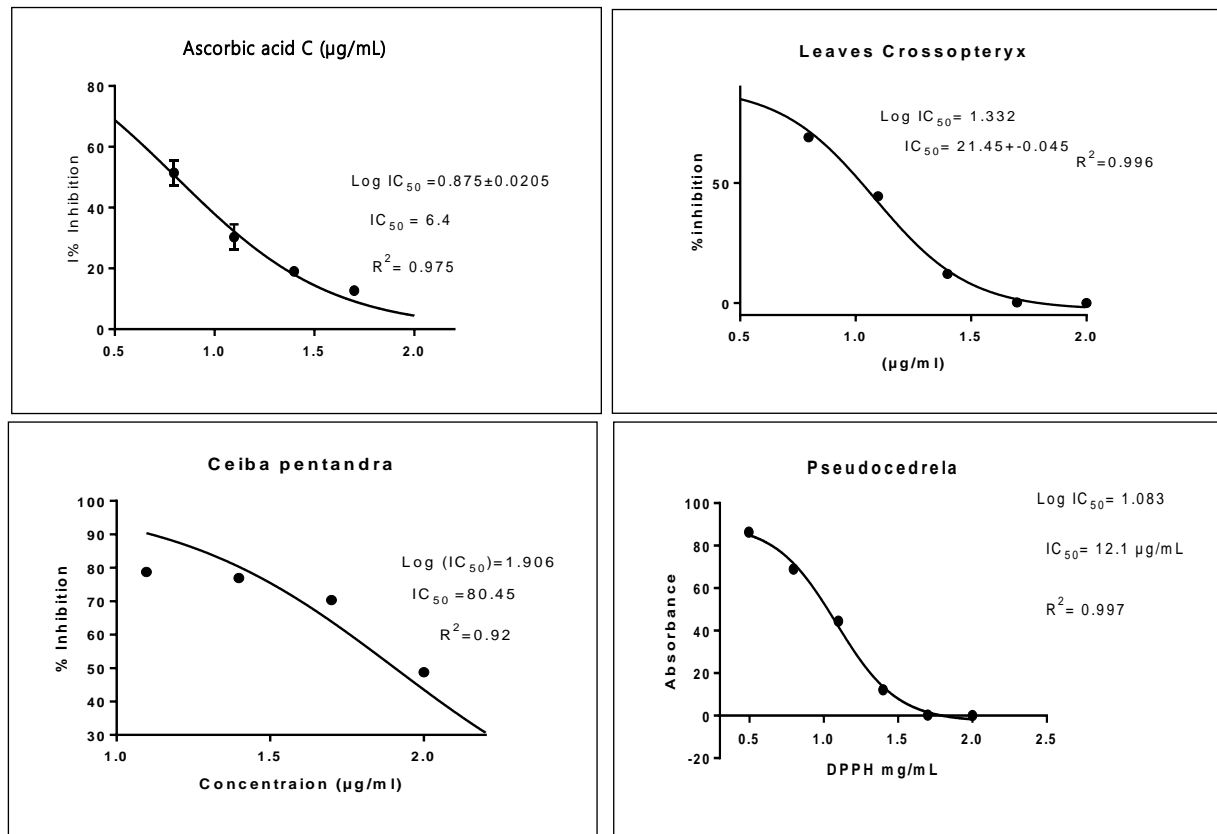 Ascorbic acid C (µg/mL)
80
60
40
20
0
I% Inhibition
0.5
1.0
1.5
2.0
Log IC50 =0.875±0.0205
IC50 = 6.4
R2= 0.975
Leaves Crossopteryx
50
0
%inhibition
0.5
1.0
1.5
2.0
(µg/ml)
Log IC50= 1.332
IC50= 21.45+-0.045
R2=0.996
Ceiba pentandra
100
90
80
70
60
50
40
30
% Inhibition
1.0
1.5
2.0
Concentraion (µg/ml)
Log (IC50)=1.906
IC50 =80.45
R2=0.92
Pseudocedrela
80
60
40
20
0
-20
Absorbance
0.5
1.0
1.5
2.0
2.5
DPPH mg/mL
Log IC50= 1.083
IC50= 12.1 µg/mL
R2= 0.997